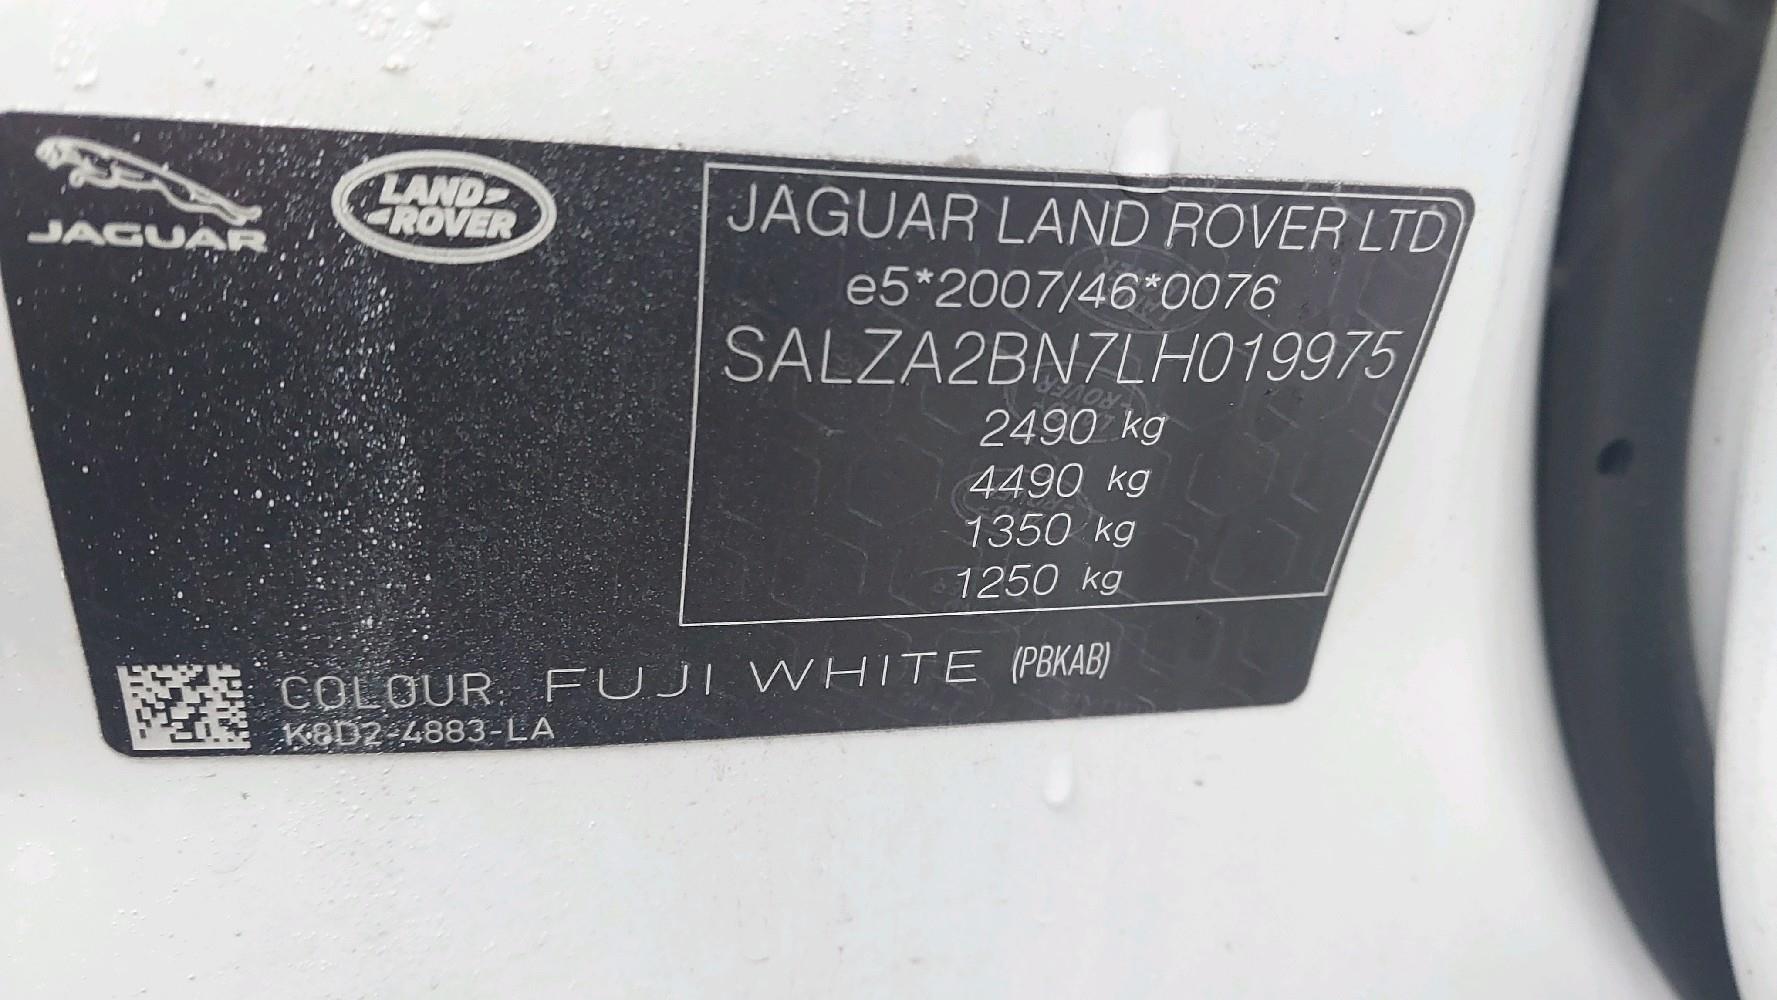 JAGUAR
LAND ROVER
JAGUAR LAND ROVER LTD
e5*2007/46*0076
SALZA2BN7LH019975
2490 kg
4490 kg
1350 kg
1250 kg
COLOUR: FUJI WHITE (PBKAB)
K8D2-4883-LA